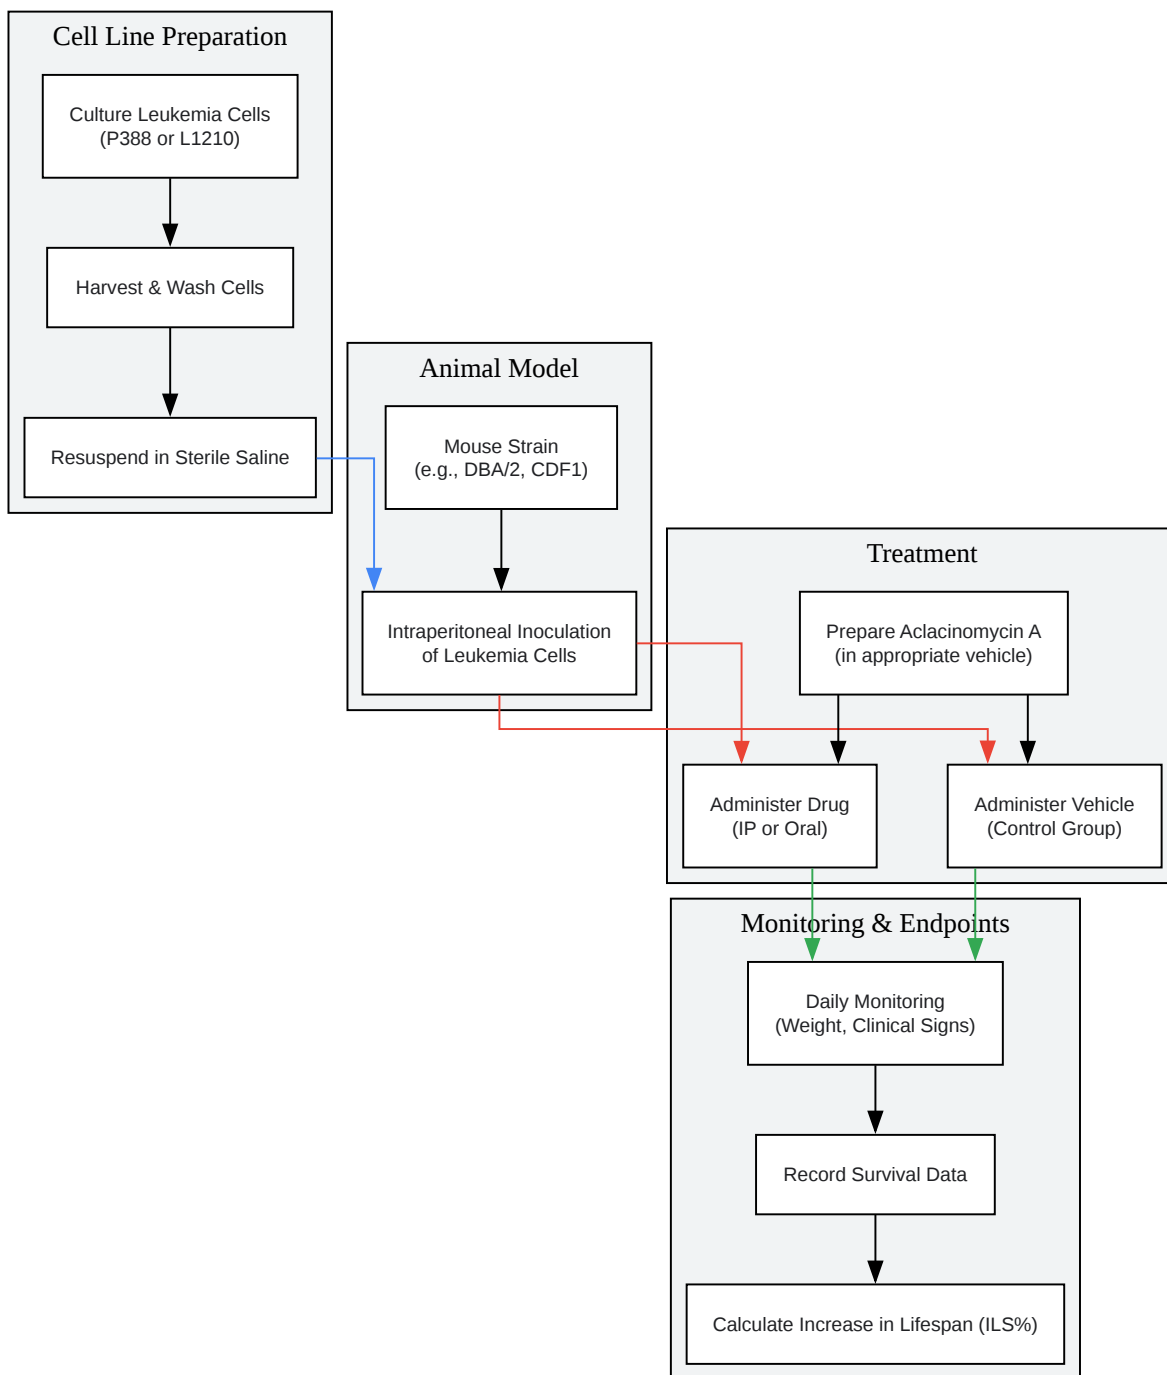 Cell Line Preparation
Culture Leukemia Cells
(P388 or L1210)
Harvest & Wash Cells
Resuspend in Sterile Saline
Animal Model
Mouse Strain
(e.g., DBA/2, CDF1)
Intraperitoneal Inoculation
of Leukemia Cells
Treatment
Prepare Aclacinomycin A
(in appropriate vehicle)
Administer Drug
(IP or Oral)
Administer Vehicle
(Control Group)
Monitoring & Endpoints
Daily Monitoring
(Weight, Clinical Signs)
Record Survival Data
Calculate Increase in Lifespan (ILS%)